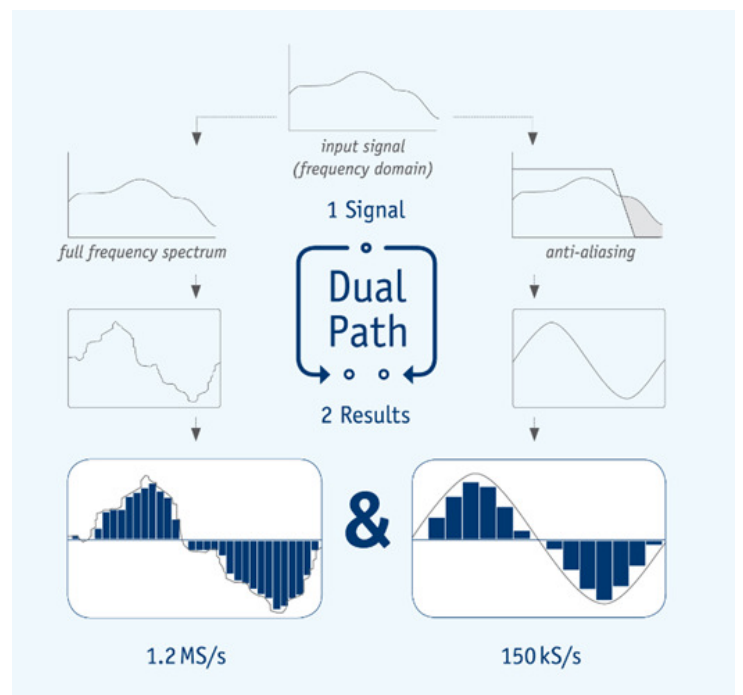 input signal
(frequency domain)
1 Signal
full frequency spectrum
anti-aliasing
Dual
Path
2 Results
&
1.2 MS/s
150 kS/s